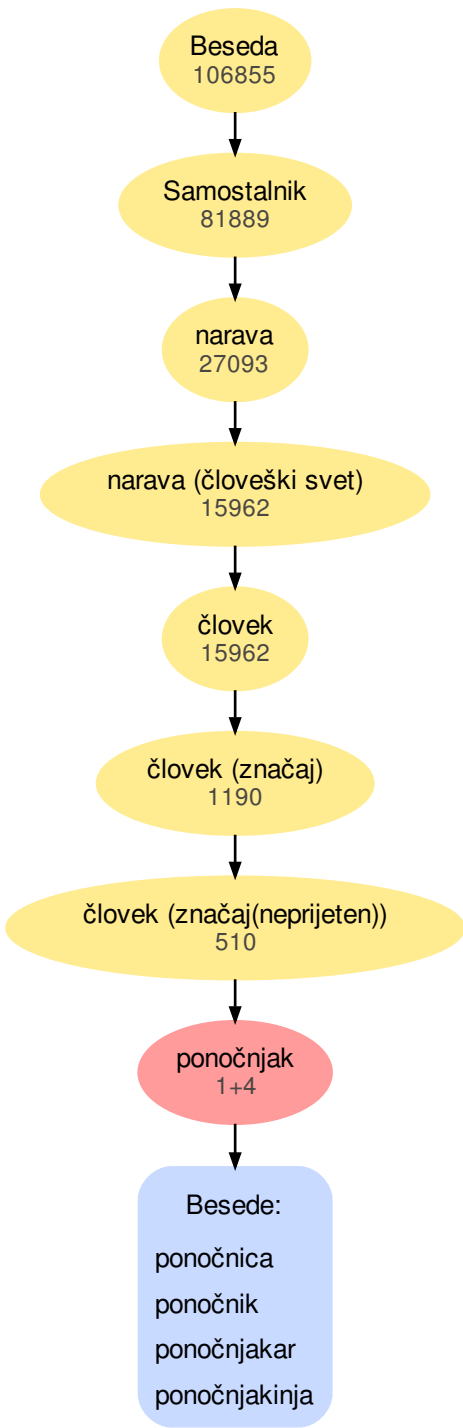 Beseda
106855
Samostalnik
81889
narava
27093
narava (človeški svet)
15962
človek
15962
človek (značaj)
1190
človek (značaj(neprijeten))
510
ponočnjak
1+4
Besede:
ponočnica
ponočnik
ponočnjakar
ponočnjakinja